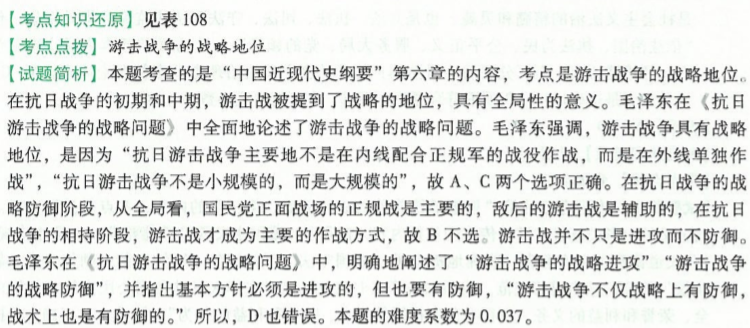 【考点知识还原】见表 108
【考点点拨】游击战争的战略地位
【试题简析】本题考查的是“中国近现代史纲要”第六章的内容，考点是游击战争的战略地位。
在抗日战争的初期和中期，游击战被提到了战略的地位，具有全局性的意义。毛泽东在《抗日
游击战争的战略问题》中全面地论述了游击战争的战略问题。毛泽东强调，游击战争具有战略
地位，是因为“抗日游击战争主要地不是在内线配合正规军的战役作战，而是在外线单独作
战”，“抗日游击战争不是小规模的，而是大规模的”，故 A、C 两个选项正确。在抗日战争的战
略防御阶段，从全局看，国民党正面战场的正规战是主要的，敌后的游击战是辅助的，在抗日
战争的相持阶段，游击战才成为主要的作战方式，故 B 不选。游击战并不只是进攻而不防御。
毛泽东在《抗日游击战争的战略问题》中，明确地阐述了“游击战争的战略进攻”“游击战争
的战略防御”，并指出基本方针必须是进攻的，但也要有防御，“游击战争不仅战略上有防御，
战术上也是有防御的。”所以，D 也错误。本题的难度系数为 0.037。